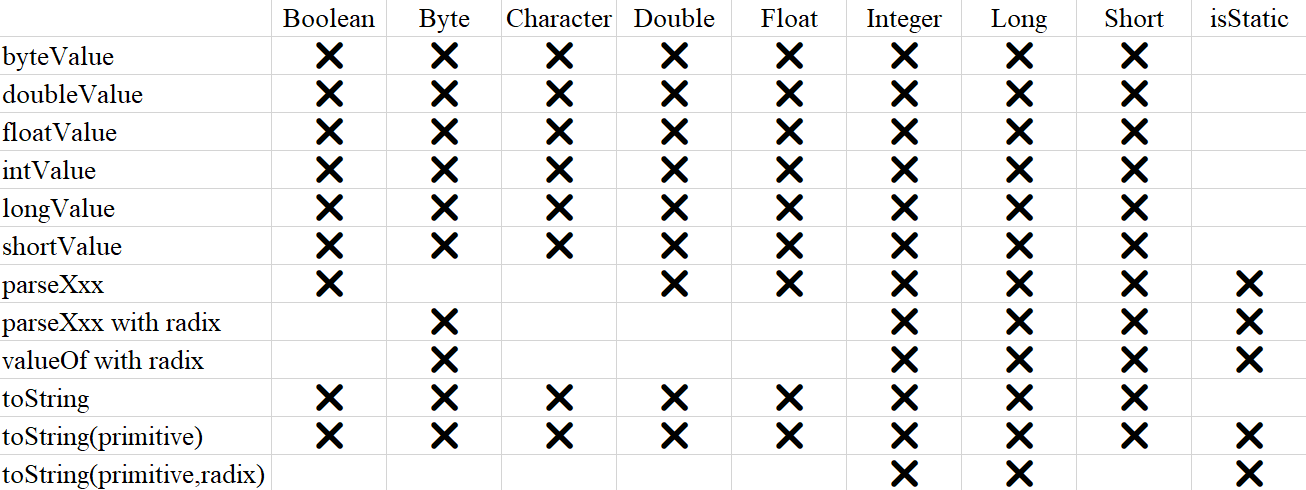 Boolean Byte Character Double Float Integer Long Short isStatic
byteValue ✕ ✕ ✕ ✕ ✕ ✕ ✕ ✕
doubleValue ✕ ✕ ✕ ✕ ✕ ✕ ✕ ✕
floatValue ✕ ✕ ✕ ✕ ✕ ✕ ✕ ✕
intValue ✕ ✕ ✕ ✕ ✕ ✕ ✕ ✕
longValue ✕ ✕ ✕ ✕ ✕ ✕ ✕ ✕
shortValue ✕ ✕ ✕ ✕ ✕ ✕ ✕ ✕
parseXxx ✕ ✕ ✕ ✕ ✕ ✕ ✕
parseXxx with radix ✕ ✕ ✕ ✕ ✕
valueOf with radix ✕ ✕ ✕ ✕ ✕
toString ✕ ✕ ✕ ✕ ✕ ✕ ✕ ✕
toString(primitive) ✕ ✕ ✕ ✕ ✕ ✕ ✕ ✕ ✕
toString(primitive,radix) ✕ ✕ ✕